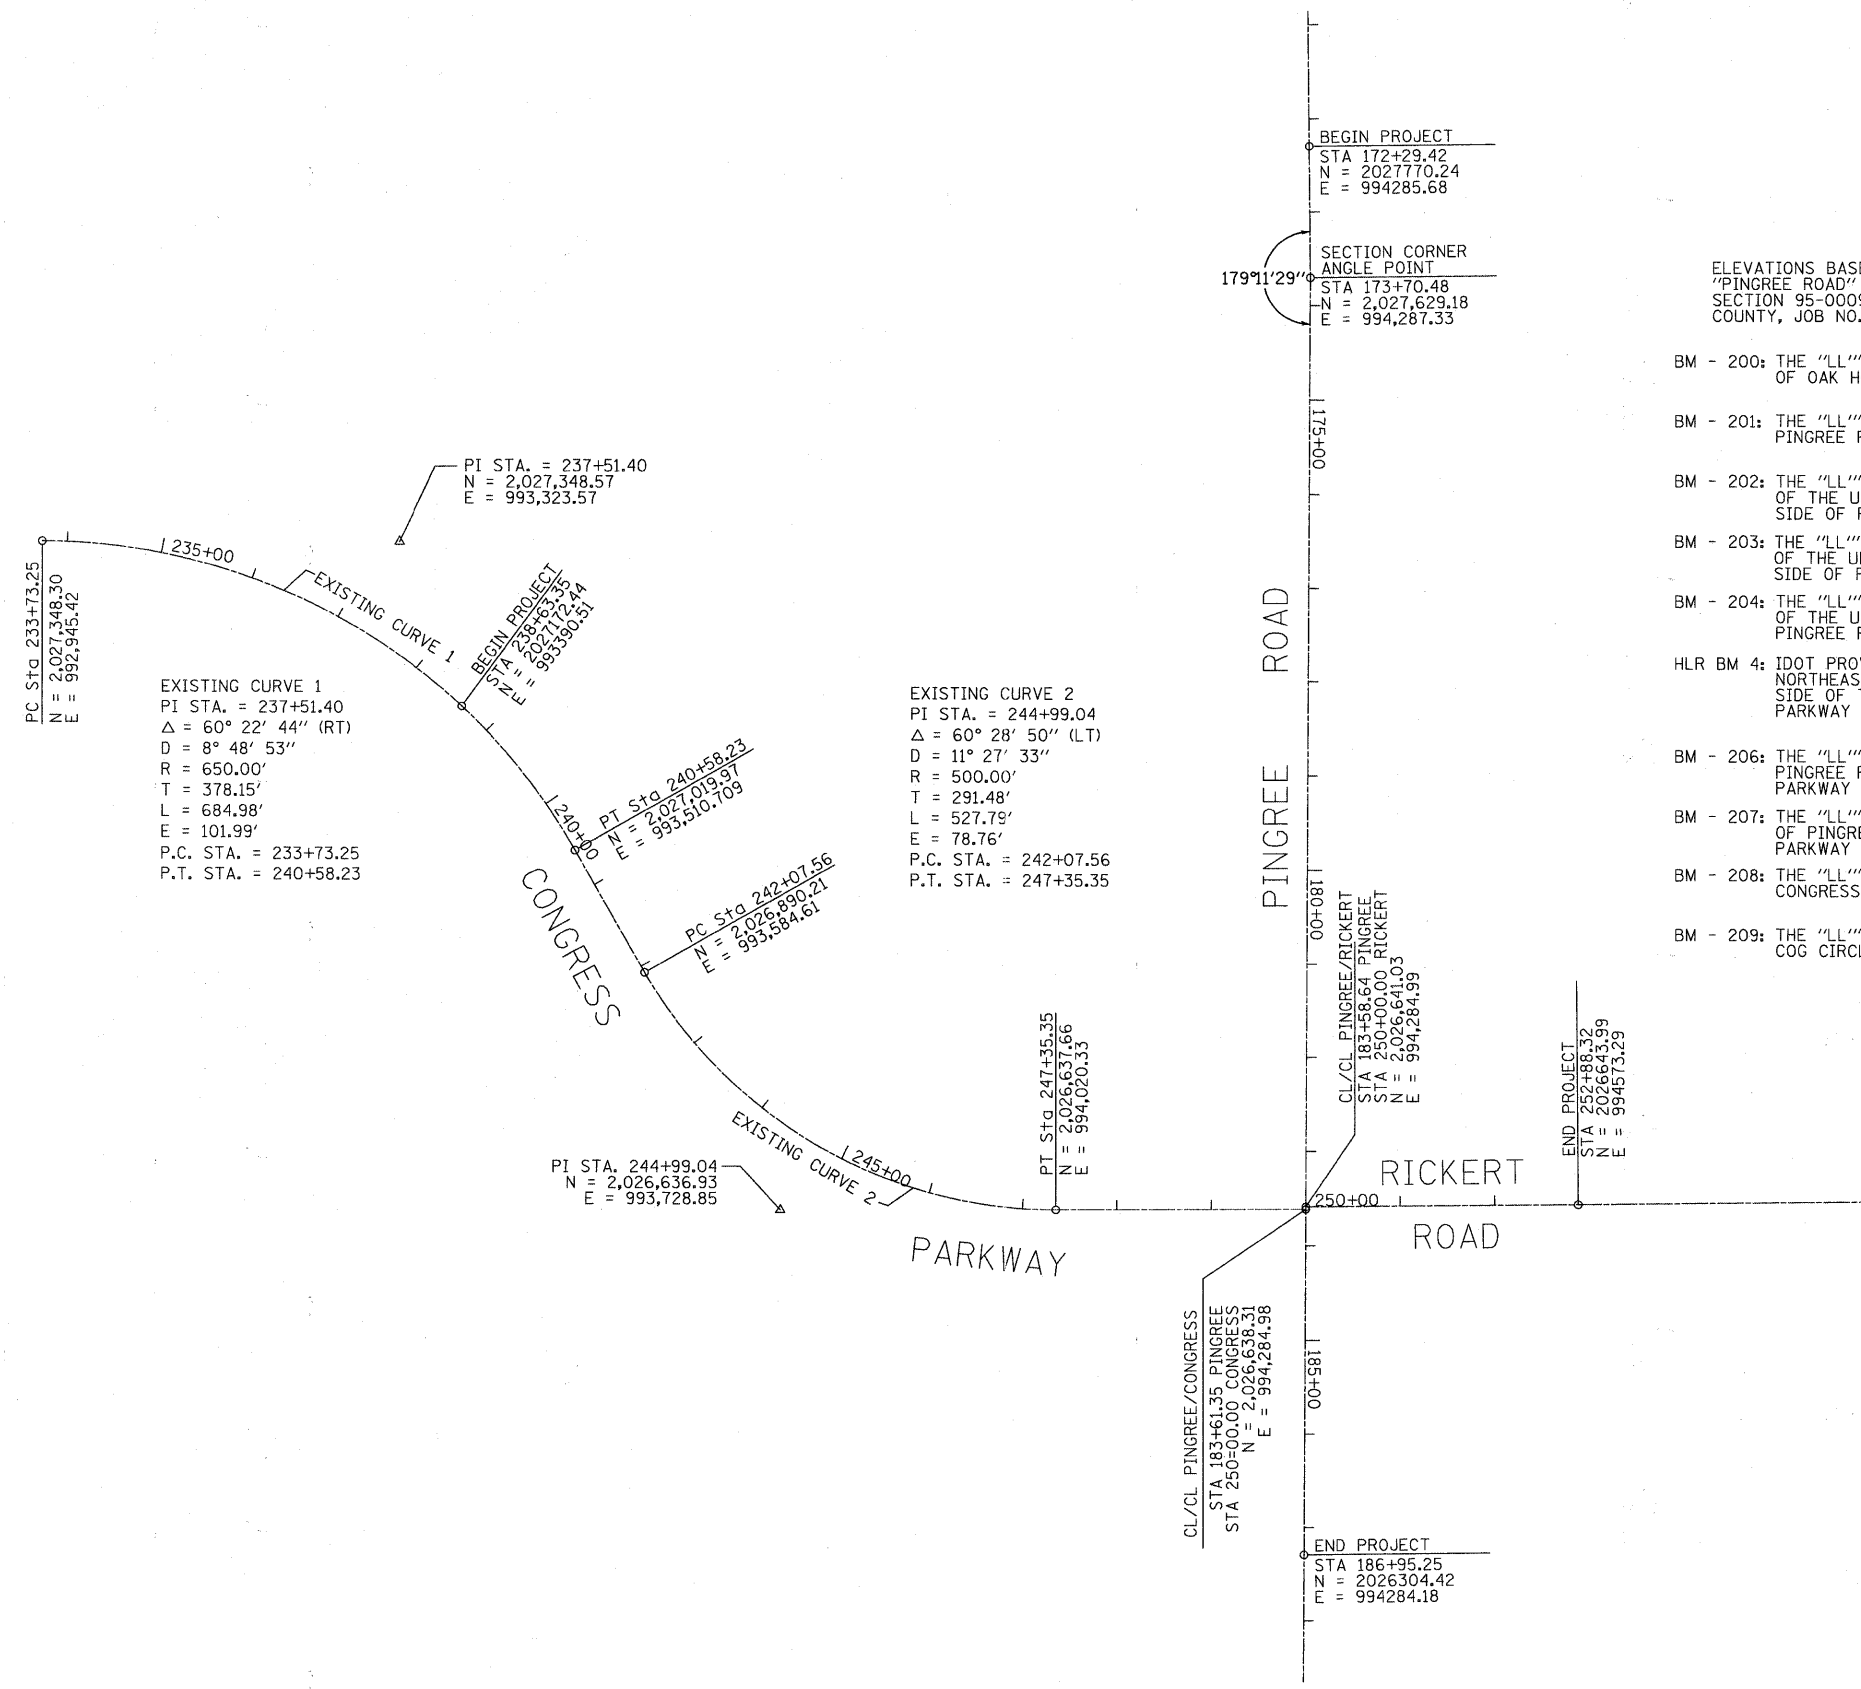 BEGIN PROJECT
STA 172+29.42
N = 2027770.24
E = 994285.68
SECTION CORNER
ANGLE POINT
179°11'29"
STA 173+70.48
N = 2,027,629.18
E = 994,287.33
175+00
PINGREE ROAD
180+00
185+00
PI STA. = 237+51.40
N = 2,027,348.57
E = 993,323.57
235+00
EXISTING CURVE 1
PC Sta 233+73.25
N = 2,027,348.30
E = 992,945.42
BEGIN PROJECT
STA 238+63.35
N = 2027172.44
E = 993390.51
EXISTING CURVE 1
PI STA. = 237+51.40
Δ = 60° 22' 44" (RT)
D = 8° 48' 53"
R = 650.00'
T = 378.15'
L = 684.98'
E = 101.99'
P.C. STA. = 233+73.25
P.T. STA. = 240+58.23
240+00
PT Sta 240+58.23
N = 2,027,019.97
E = 993,510.709
PC Sta 242+07.56
N = 2,026,890.21
E = 993,584.61
EXISTING CURVE 2
PI STA. = 244+99.04
Δ = 60° 28' 50" (LT)
D = 11° 27' 33"
R = 500.00'
T = 291.48'
L = 527.79'
E = 78.76'
P.C. STA. = 242+07.56
P.T. STA. = 247+35.35
CONGRESS
PARKWAY
EXISTING CURVE 2
245+00
PI STA. 244+99.04
N = 2,026,636.93
E = 993,728.85
PT Sta 247+35.35
N = 2,026,637.66
E = 994,020.33
CL/CL PINGREE/RICKERT
STA 183+58.64 PINGREE
STA 250+00.00 RICKERT
N = 2,026,641.03
E = 994,284.99
250+00
RICKERT
ROAD
END PROJECT
STA 252+88.32
N = 2026643.99
E = 994573.29
CL/CL PINGREE/CONGRESS
STA 183+61.35 PINGREE
STA 250=00.00 CONGRESS
N = 2,026,638.31
E = 994,284.98
END PROJECT
STA 186+95.25
N = 2026304.42
E = 994284.18
ELEVATIONS BASE
"PINGREE ROAD"
SECTION 95-0009
COUNTY, JOB NO.
BM - 200: THE "LL"'
OF OAK H
BM - 201: THE "LL"'
PINGREE
BM - 202: THE "LL"'
OF THE U
SIDE OF
BM - 203: THE "LL"'
OF THE U
SIDE OF
BM - 204: THE "LL"'
OF THE U
PINGREE
HLR BM 4: IDOT PRO
NORTHEAS
SIDE OF
PARKWAY
BM - 206: THE "LL"'
PINGREE
PARKWAY
BM - 207: THE "LL"'
OF PINGRE
PARKWAY
BM - 208: THE "LL"'
CONGRESS
BM - 209: THE "LL"'
COG CIRCL